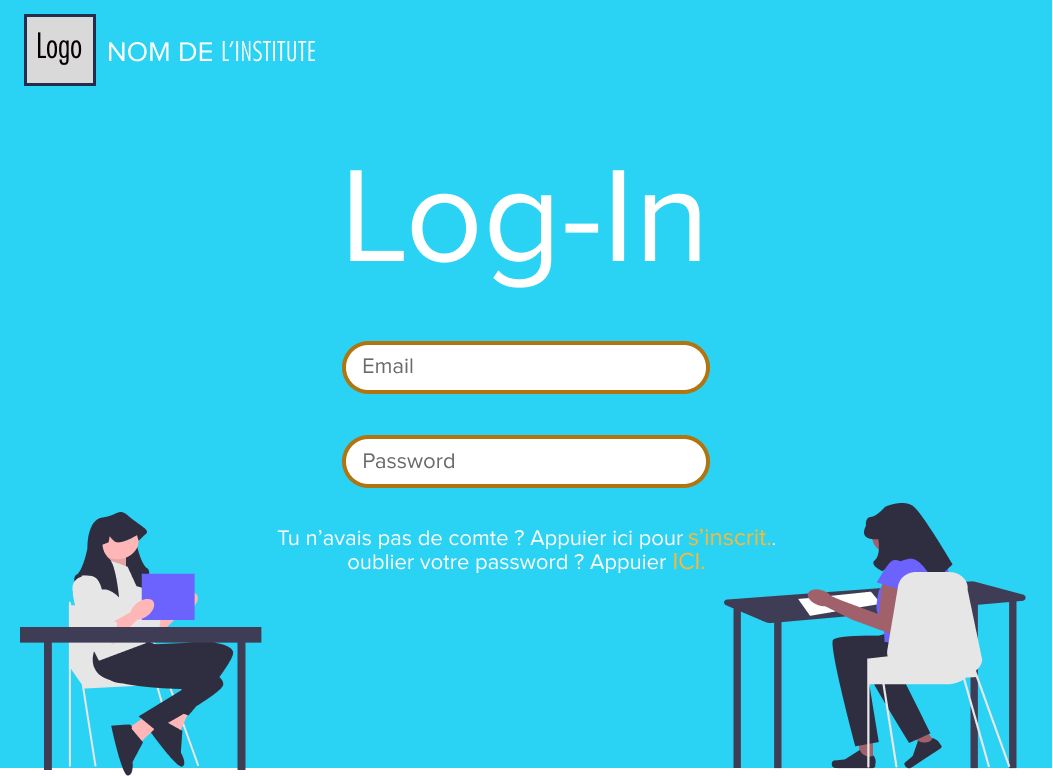 Logo
NOM DE L'INSTITUTE
Log-In
Email
Password
Tu n'avais pas de comte ? Appuier ici pour s'inscrit..
oublier votre password ? Appuier ICI.